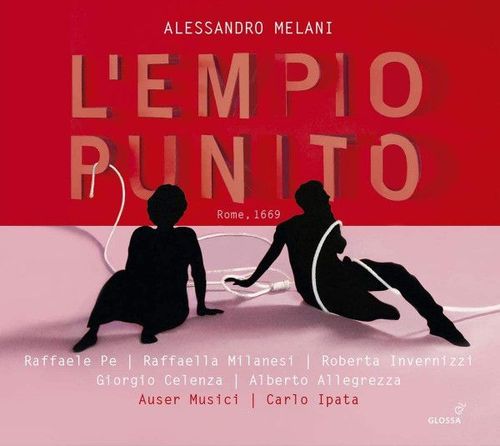 ALESSANDRO MELANI
L'EMPIO
PUNITO
Rome, 1669
Raffaele Pe | Raffaella Milanesi | Roberta Invernizzi
Giorgio Celenza | Alberto Allegrezza
Auser Musici | Carlo Ipata
GLOSSA